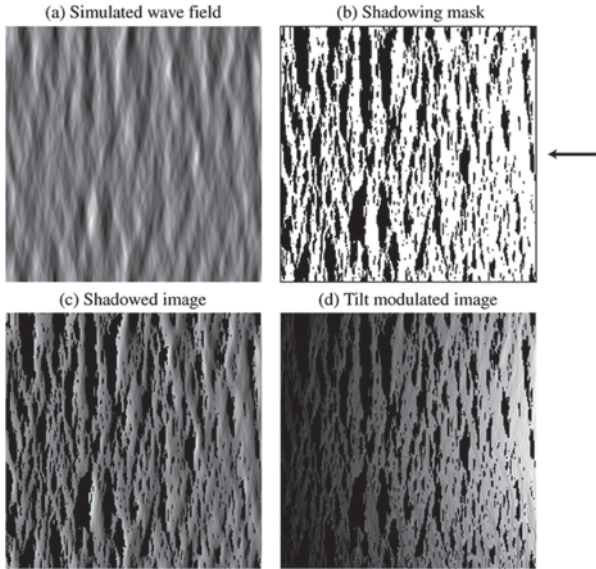 (a) Simulated wave field
(b) Shadowing mask
(c) Shadowed image
(d) Tilt modulated image